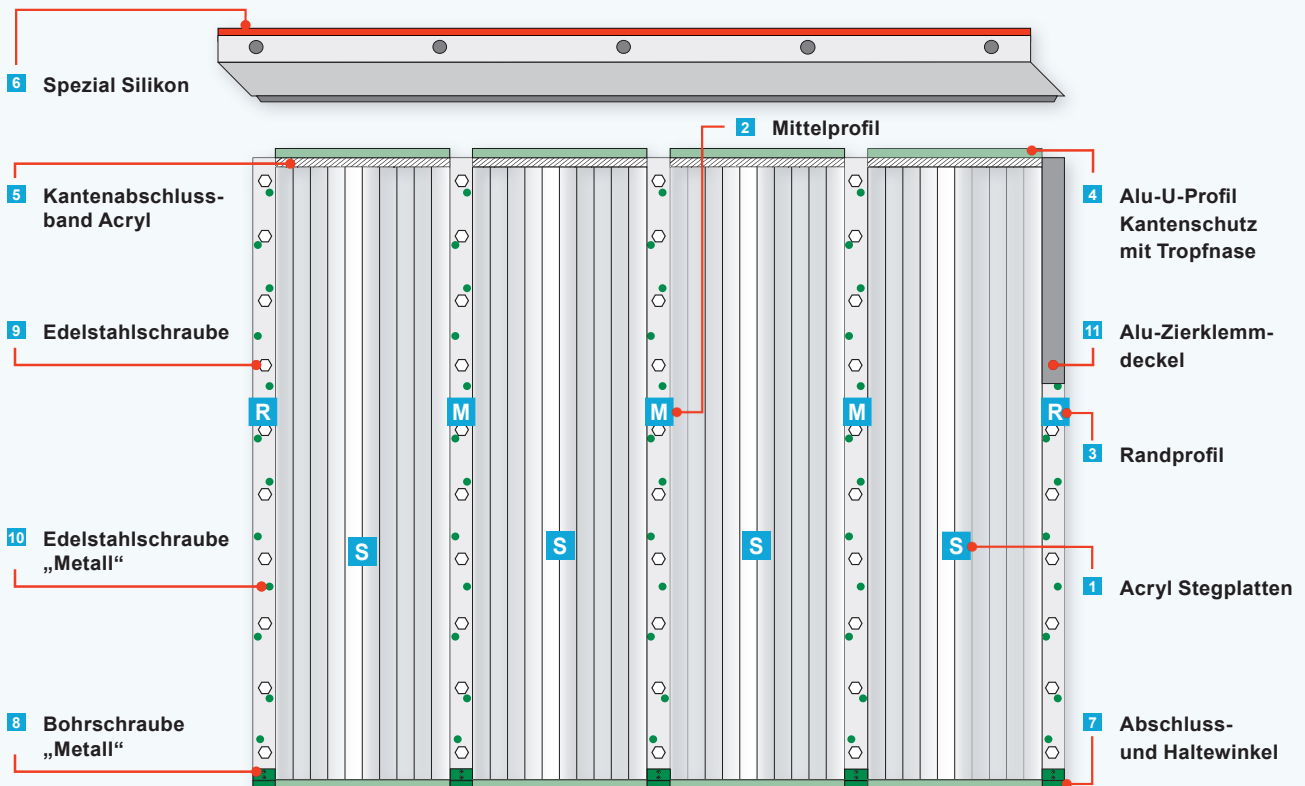 6 Spezial Silikon
2 Mittelprofil
5 Kantenabschluss-
band Acryl
4 Alu-U-Profil
Kantenschutz
mit Tropfnase
9 Edelstahlschraube
11 Alu-Zierklemm-
deckel
R M M M R
3 Randprofil
10 Edelstahlschraube
„Metall“
S S S S
1 Acryl Stegplatten
8 Bohrschraube
„Metall“
7 Abschluss-
und Haltewinkel